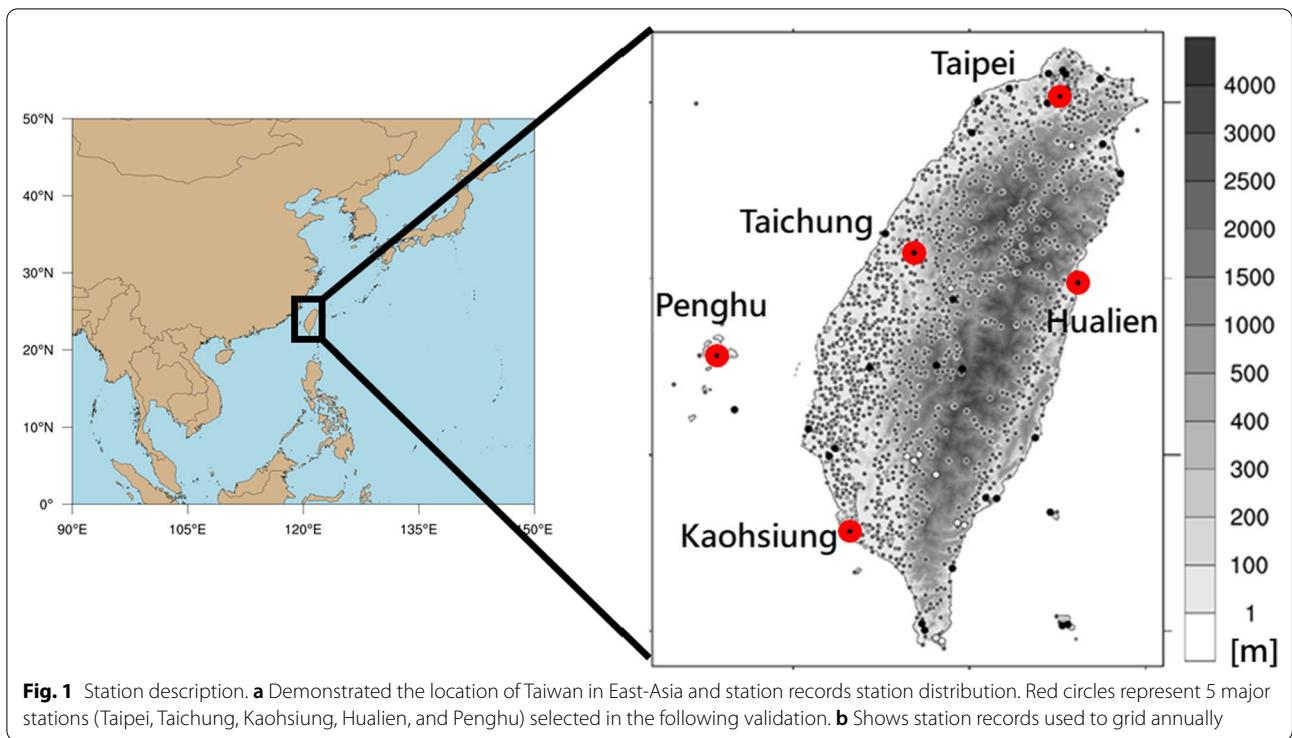 50°N
40°N
30°N
20°N
10°N
0°
90°E
105°E
120°E
135°E
150°E
Taipei
Taichung
Penghu
Hualien
Kaohsiung
4000
3000
2500
2000
1500
1000
500
400
300
200
100
1
[m]
Fig. 1 Station description. a Demonstrated the location of Taiwan in East-Asia and station records station distribution. Red circles represent 5 major
stations (Taipei, Taichung, Kaohsiung, Hualien, and Penghu) selected in the following validation. b Shows station records used to grid annually